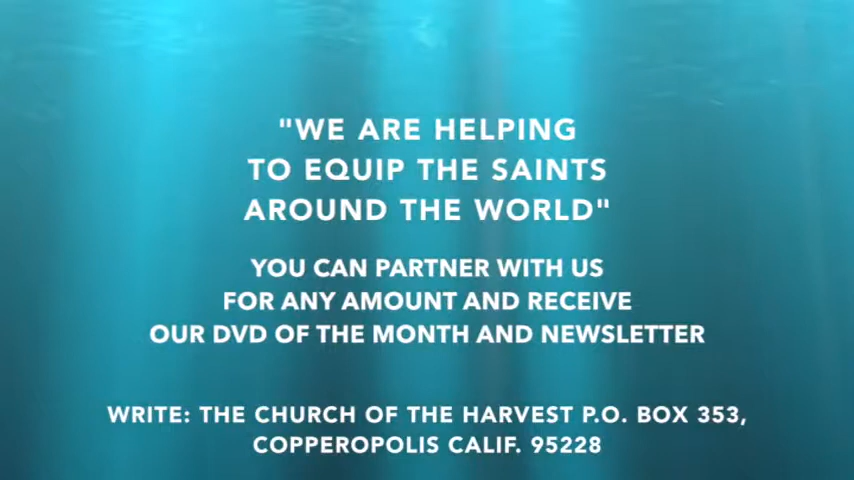 "WE ARE HELPING
TO EQUIP THE SAINTS
AROUND THE WORLD"
YOU CAN PARTNER WITH US
FOR ANY AMOUNT AND RECEIVE
OUR DVD OF THE MONTH AND NEWSLETTER
WRITE: THE CHURCH OF THE HARVEST P.O. BOX 353,
COPPEROPOLIS CALIF. 95228